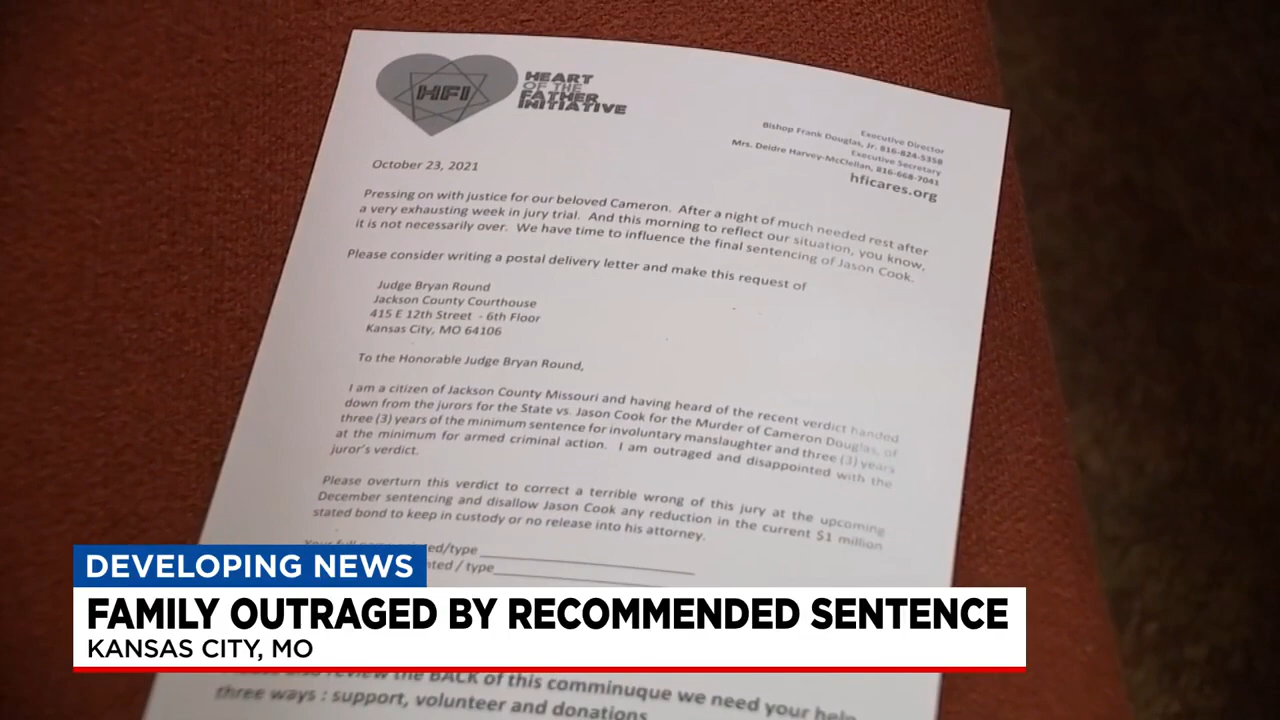 HFI
HEART
OF THE
FATHER
INITIATIVE
Executive Director
Bishop Frank Douglas, Jr. 816-824-5358
Executive Secretary
Mrs. Deidre Harvey-McClellan, 816-668-7041
hficares.org
October 23, 2021
Pressing on with justice for our beloved Cameron. After a night of much needed rest after
a very exhausting week in jury trial. And this morning to reflect our situation, you know,
it is not necessarily over. We have time to influence the final sentencing of Jason Cook.
Please consider writing a postal delivery letter and make this request of
Judge Bryan Round
Jackson County Courthouse
415 E 12th Street - 6th Floor
Kansas City, MO 64106
To the Honorable Judge Bryan Round,
I am a citizen of Jackson County Missouri and having heard of the recent verdict handed
down from the jurors for the State vs. Jason Cook for the Murder of Cameron Douglas, of
three (3) years of the minimum sentence for involuntary manslaughter and three (3) years
at the minimum for armed criminal action. I am outraged and disappointed with the
juror's verdict.
Please overturn this verdict to correct a terrible wrong of this jury at the upcoming
December sentencing and disallow Jason Cook any reduction in the current $1 million
stated bond to keep in custody or no release into his attorney.
ed/type
nted / type
DEVELOPING NEWS
FAMILY OUTRAGED BY RECOMMENDED SENTENCE
KANSAS CITY, MO
the BACK of this comminuque we need your help
three ways : support, volunteer and donations